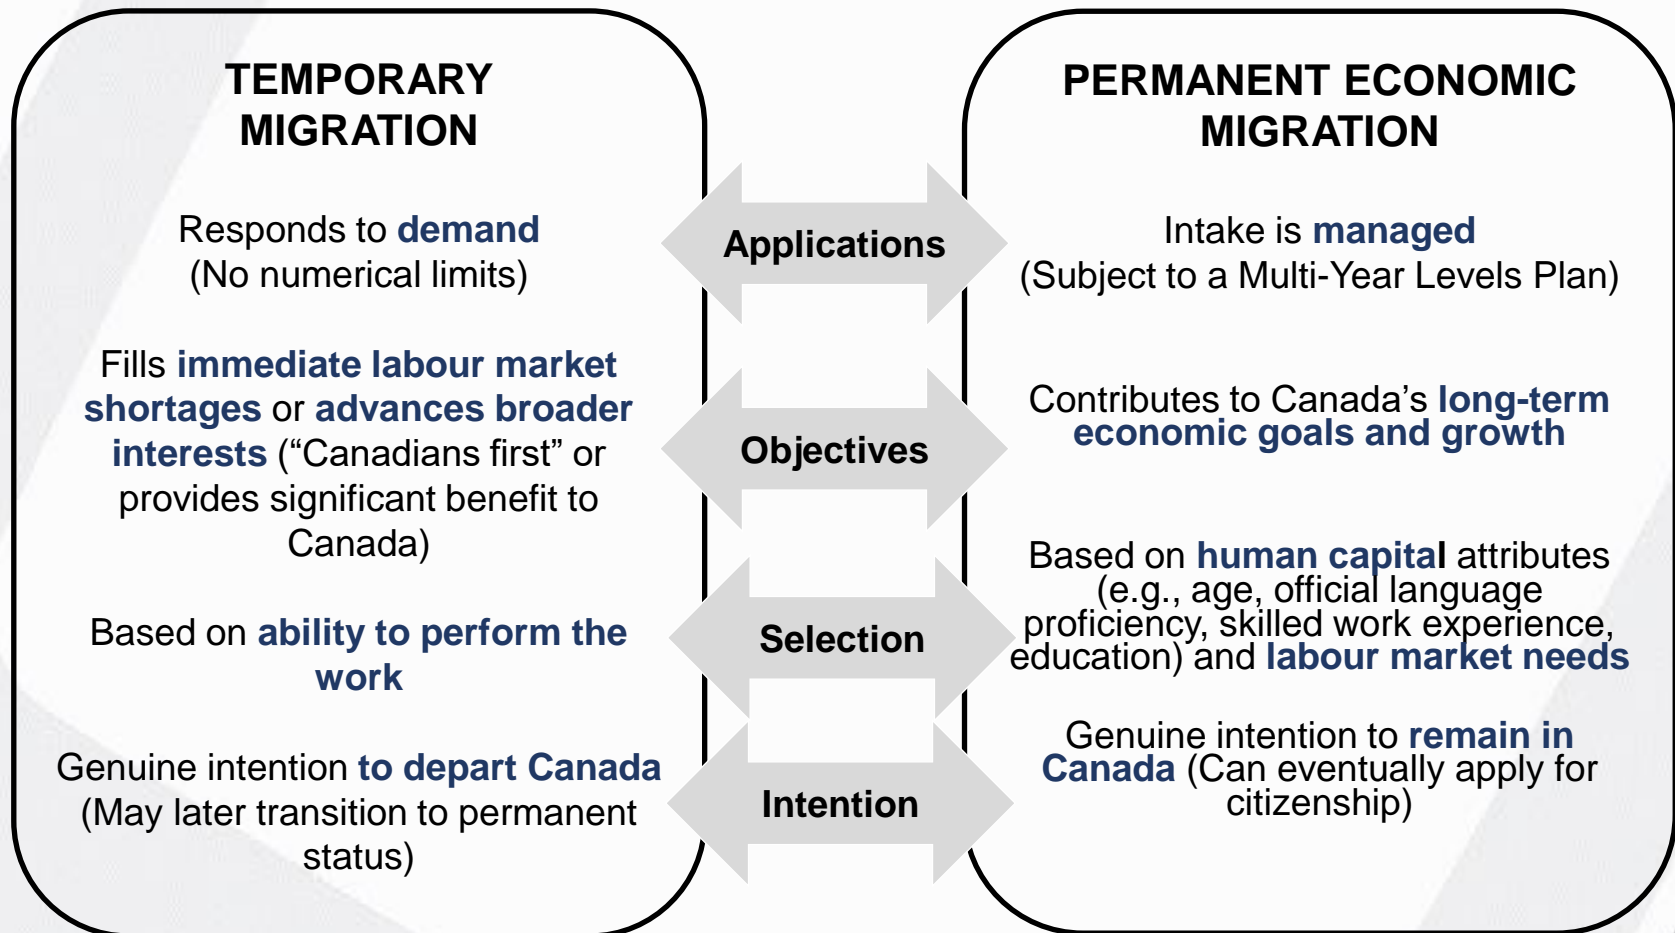 TEMPORARY
MIGRATION
Responds to demand
(No numerical limits)
Fills immediate labour market
shortages or advances broader
interests (“Canadians first” or
provides significant benefit to
Canada)
Based on ability to perform the
work
Genuine intention to depart Canada
(May later transition to permanent
status)
Applications
Objectives
Selection
Intention
PERMANENT ECONOMIC
MIGRATION
Intake is managed
(Subject to a Multi-Year Levels Plan)
Contributes to Canada’s long-term
economic goals and growth
Based on human capital attributes
(e.g., age, official language
proficiency, skilled work experience,
education) and labour market needs
Genuine intention to remain in
Canada (Can eventually apply for
citizenship)